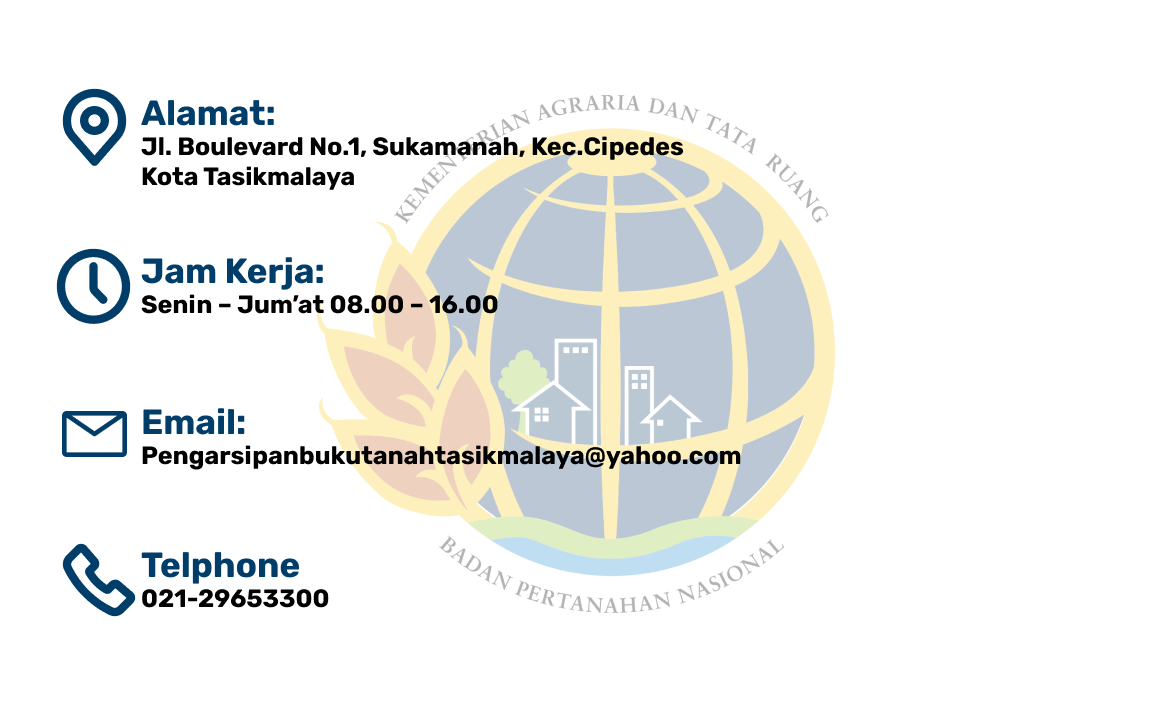 KEMENTERIAN AGRARIA DAN TATA RUANG
Alamat:
Jl. Boulevard No.1, Sukamanah, Kec.Cipedes
Kota Tasikmalaya
Jam Kerja:
Senin – Jum’at 08.00 – 16.00
Email:
Pengarsipanbukutanahtasikmalaya@yahoo.com
Telphone
021-29653300
BADAN PERTANAHAN NASIONAL